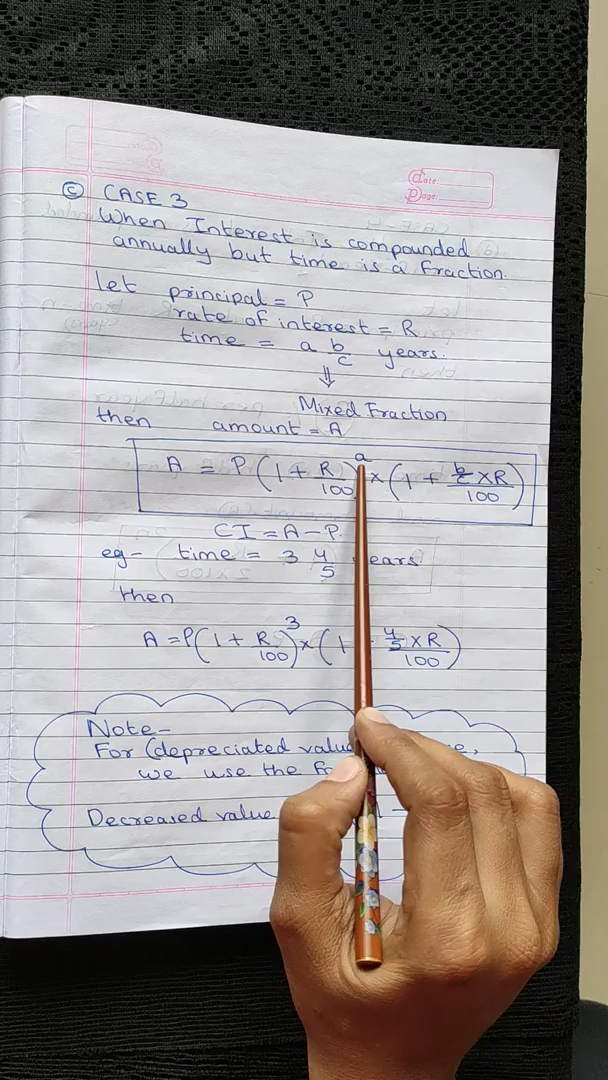 Date:
Page:
(C) CASE 3
When Interest is compounded
annually but time is a fraction.
let principal = P
rate of interest = R
time = a b/c years.
⇓
Mixed Fraction
then amount = A
A = P (1 + R/100)^a × (1 + b/c × R/100)
CI = A - P.
eg- time = 3 4/5 years
then
A = P(1 + R/100)^3 × (1 + 4/5 × R/100)
Note-
For (depreciated value
we use the
Decreased value